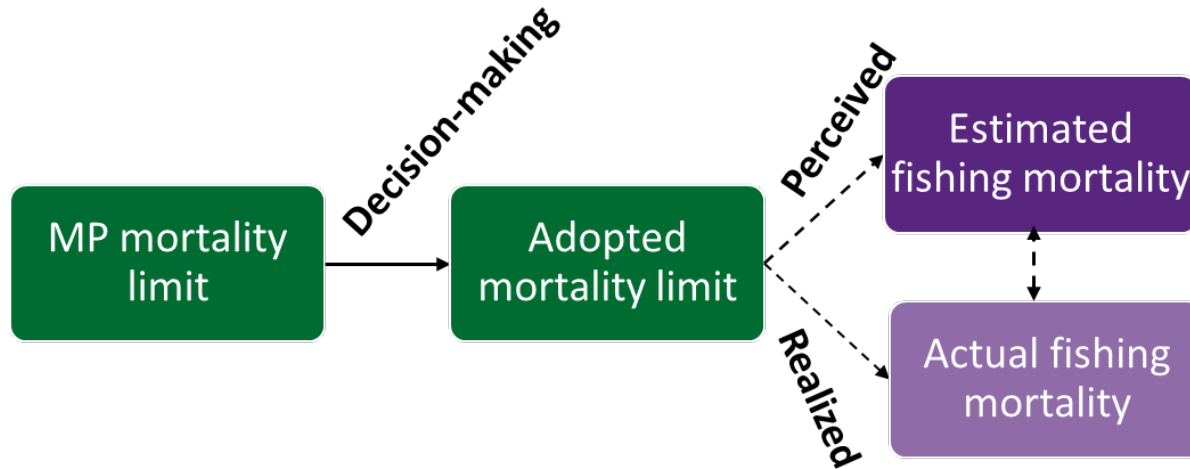 MP mortality
limit
Decision-making
Adopted
mortality limit
Perceived
Estimated
fishing mortality
Realized
Actual fishing
mortality